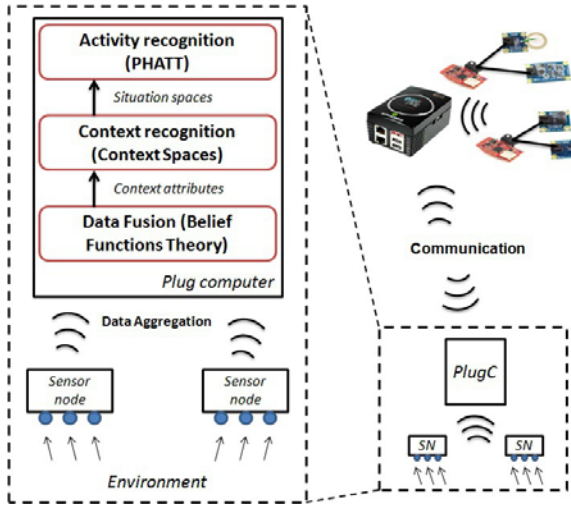 Activity recognition
(PHATT)
Situation spaces
Context recognition
(Context Spaces)
Context attributes
Data Fusion (Belief
Functions Theory)
Plug computer
Data Aggregation
Sensor
node
Sensor
node
Environment
Communication
PlugC
SN
SN